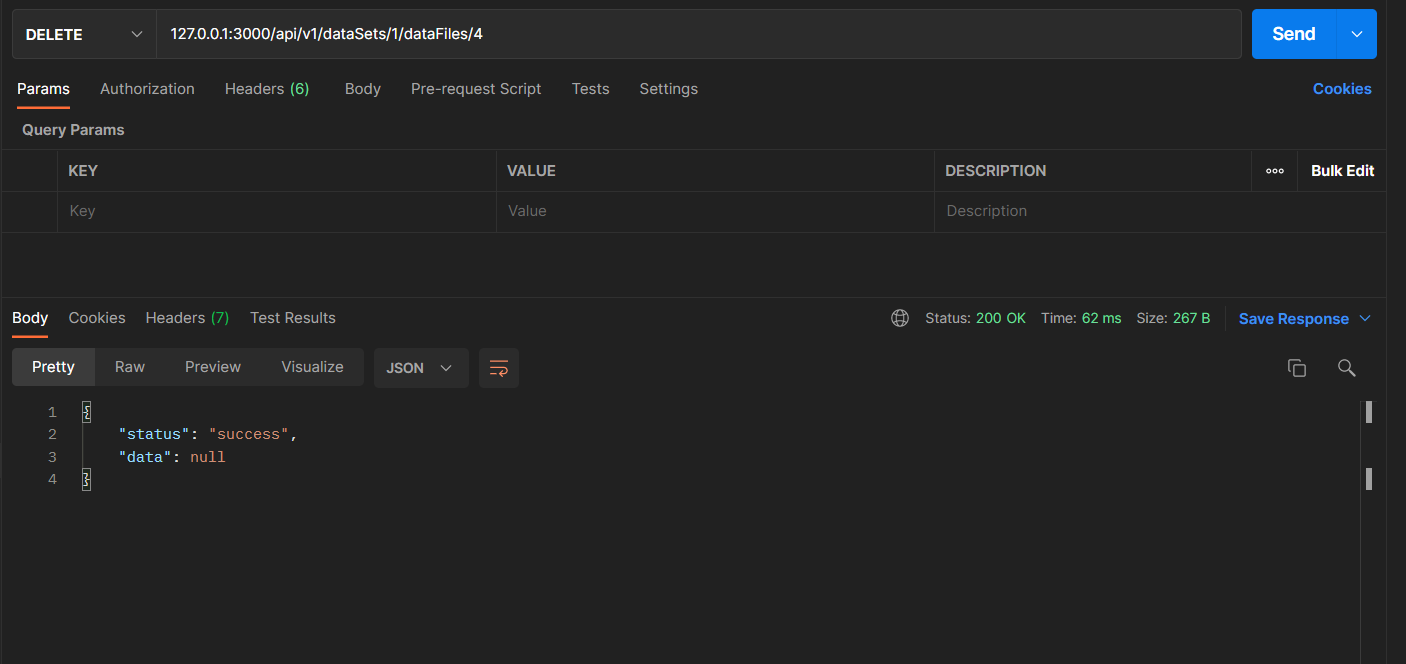 DELETE 127.0.0.1:3000/api/v1/dataSets/1/dataFiles/4 Send
Params Authorization Headers (6) Body Pre-request Script Tests Settings Cookies
Query Params
KEY VALUE DESCRIPTION ooo Bulk Edit
Key Value Description
Body Cookies Headers (7) Test Results Status: 200 OK Time: 62 ms Size: 267 B Save Response
Pretty Raw Preview Visualize JSON
1 {
2 "status": "success",
3 "data": null
4 }